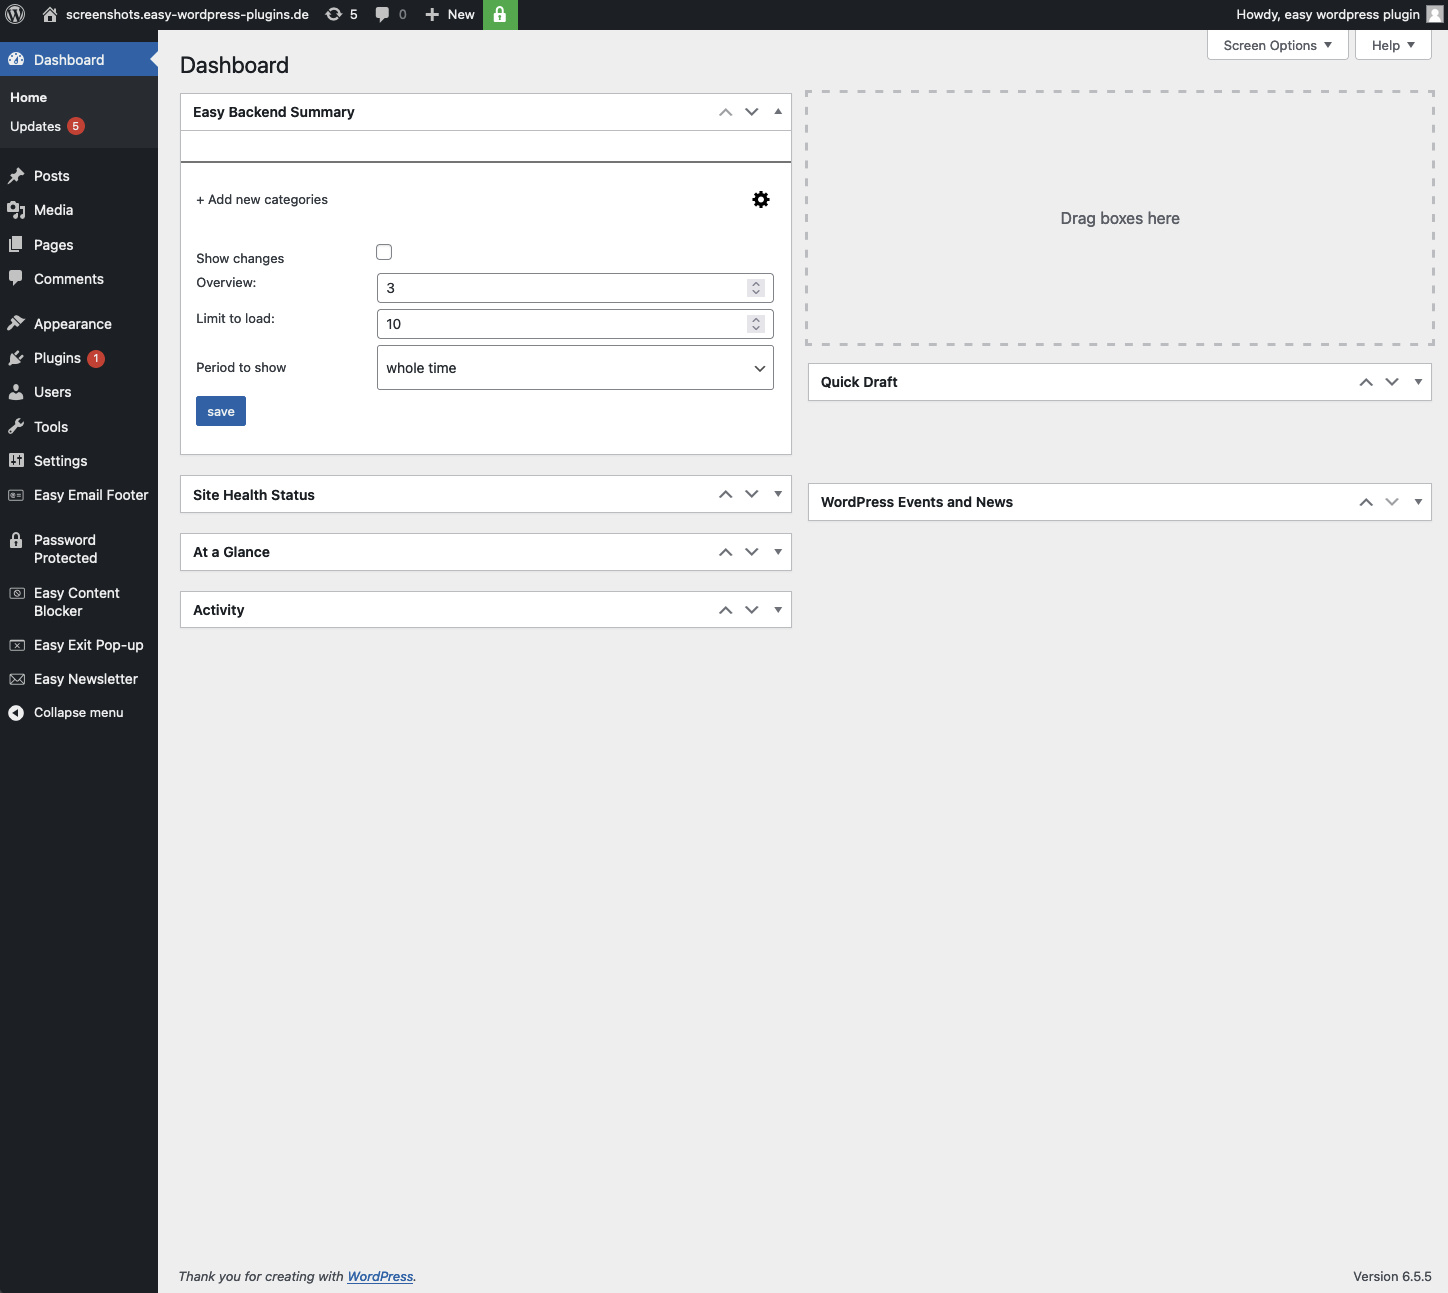 screenshots.easy-wordpress-plugins.de 5 0 New Howdy, easy wordpress plugin
Screen Options Help
Dashboard
Home
Updates 5
Posts
Media
Pages
Comments
Appearance
Plugins 1
Users
Tools
Settings
Easy Email Footer
Password
Protected
Easy Content
Blocker
Easy Exit Pop-up
Easy Newsletter
Collapse menu
Dashboard
Easy Backend Summary
+ Add new categories
Show changes
Overview: 3
Limit to load: 10
Period to show whole time
save
Site Health Status
At a Glance
Activity
Drag boxes here
Quick Draft
WordPress Events and News
Thank you for creating with WordPress.
Version 6.5.5